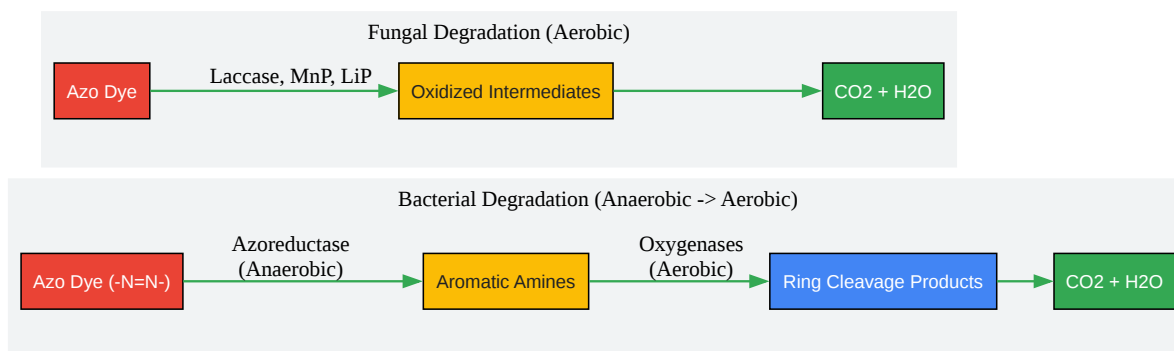 Fungal Degradation (Aerobic)
Azo Dye
Laccase, MnP, LiP
Oxidized Intermediates
CO2 + H2O
Bacterial Degradation (Anaerobic -> Aerobic)
Azo Dye (-N=N-)
Azoreductase
(Anaerobic)
Aromatic Amines
Oxygenases
(Aerobic)
Ring Cleavage Products
CO2 + H2O